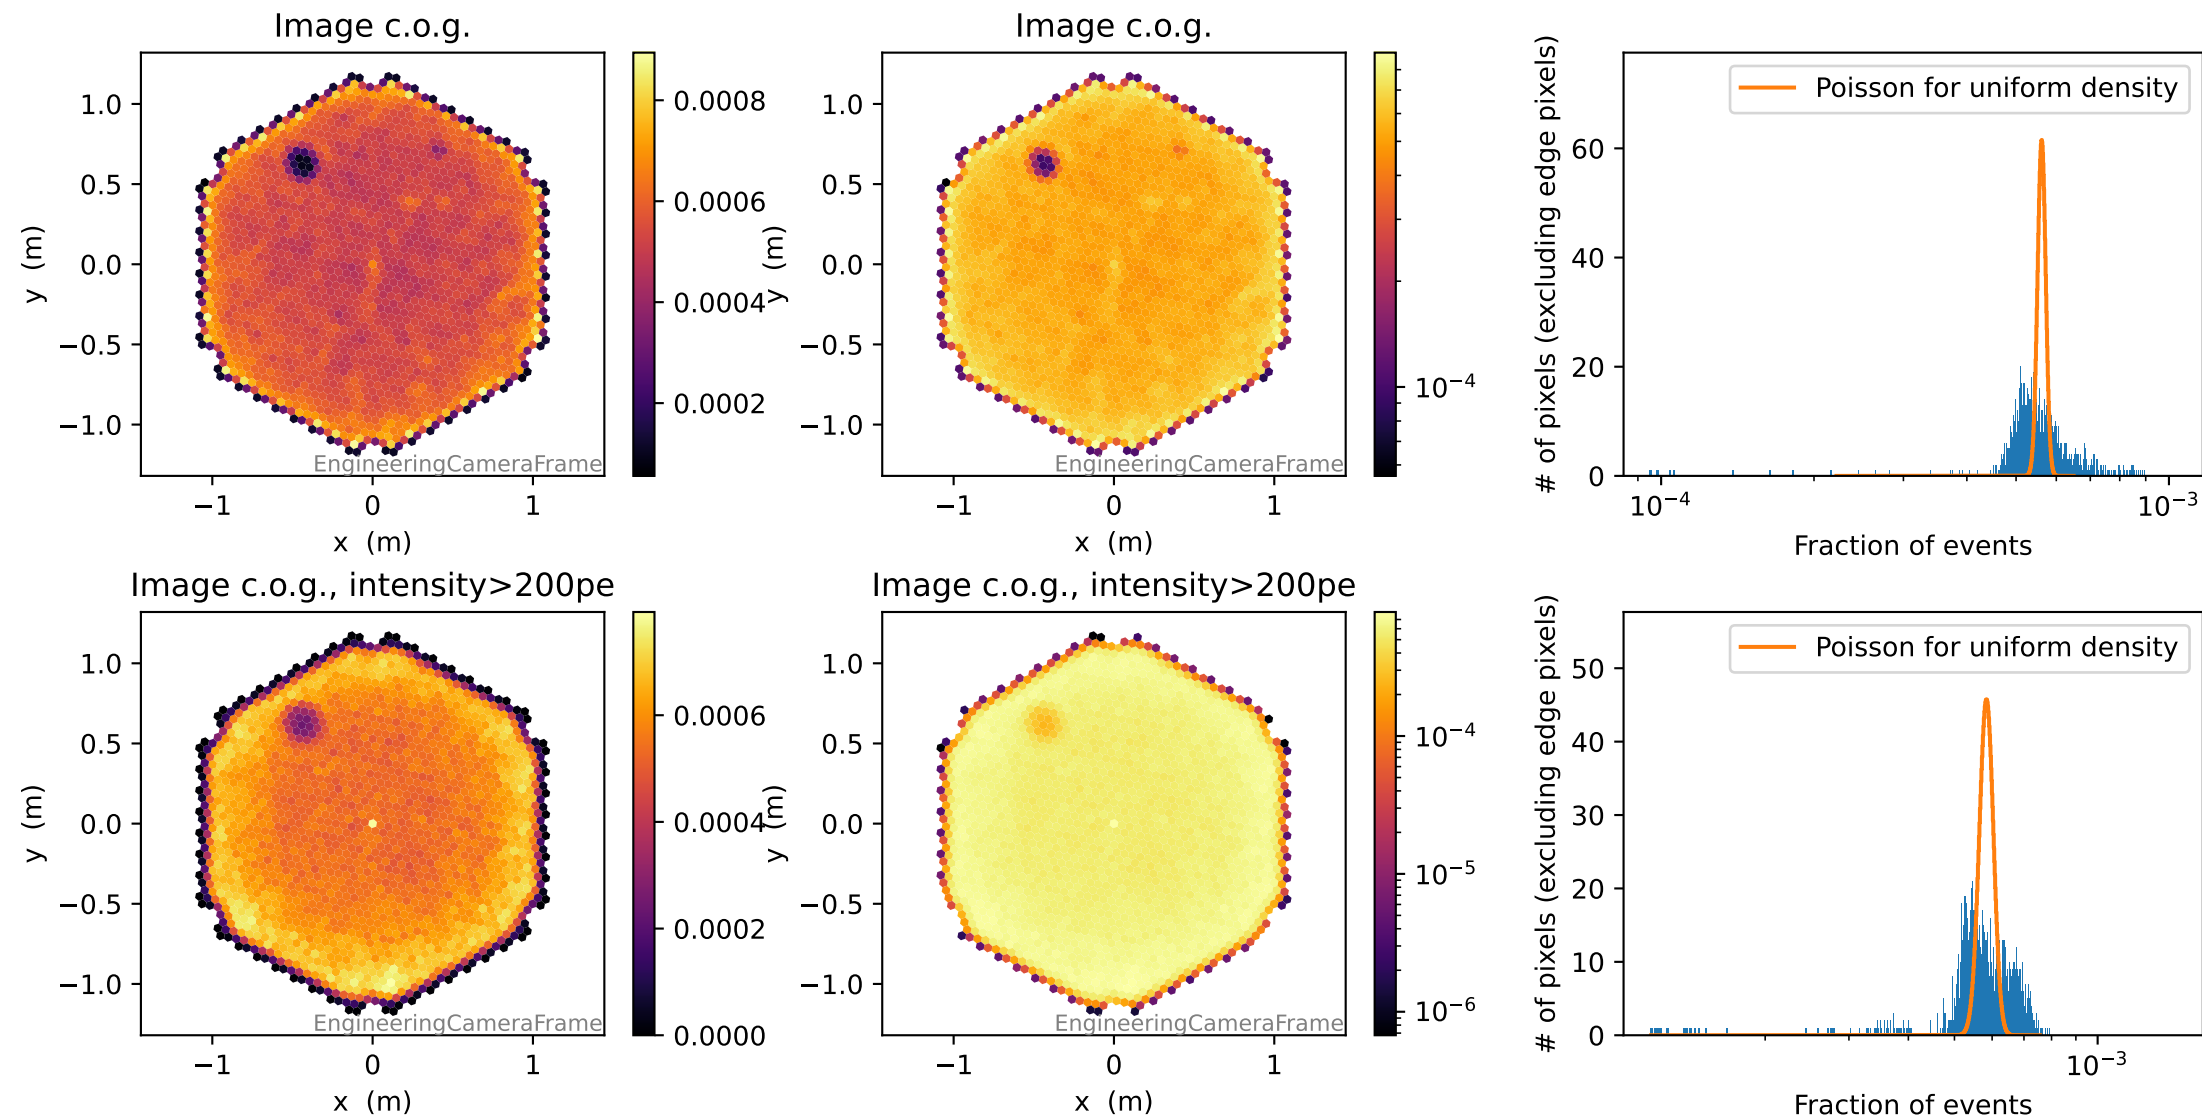 Image c.o.g.
1.0
0.5
0.0
−0.5
−1.0
y (m)
−1
0
1
x (m)
EngineeringCameraFrame
0.0008
0.0006
0.0004
0.0002
Image c.o.g.
1.0
0.5
0.0
−0.5
−1.0
y (m)
−1
0
1
x (m)
EngineeringCameraFrame
10⁻⁴
Poisson for uniform density
# of pixels (excluding edge pixels)
60
40
20
0
10⁻⁴
10⁻³
Fraction of events
Image c.o.g., intensity>200pe
1.0
0.5
0.0
−0.5
−1.0
y (m)
−1
0
1
x (m)
EngineeringCameraFrame
0.0006
0.0004
0.0002
0.0000
Image c.o.g., intensity>200pe
1.0
0.5
0.0
−0.5
−1.0
y (m)
−1
0
1
x (m)
EngineeringCameraFrame
10⁻⁴
10⁻⁵
10⁻⁶
Poisson for uniform density
# of pixels (excluding edge pixels)
50
40
30
20
10
0
10⁻³
Fraction of events